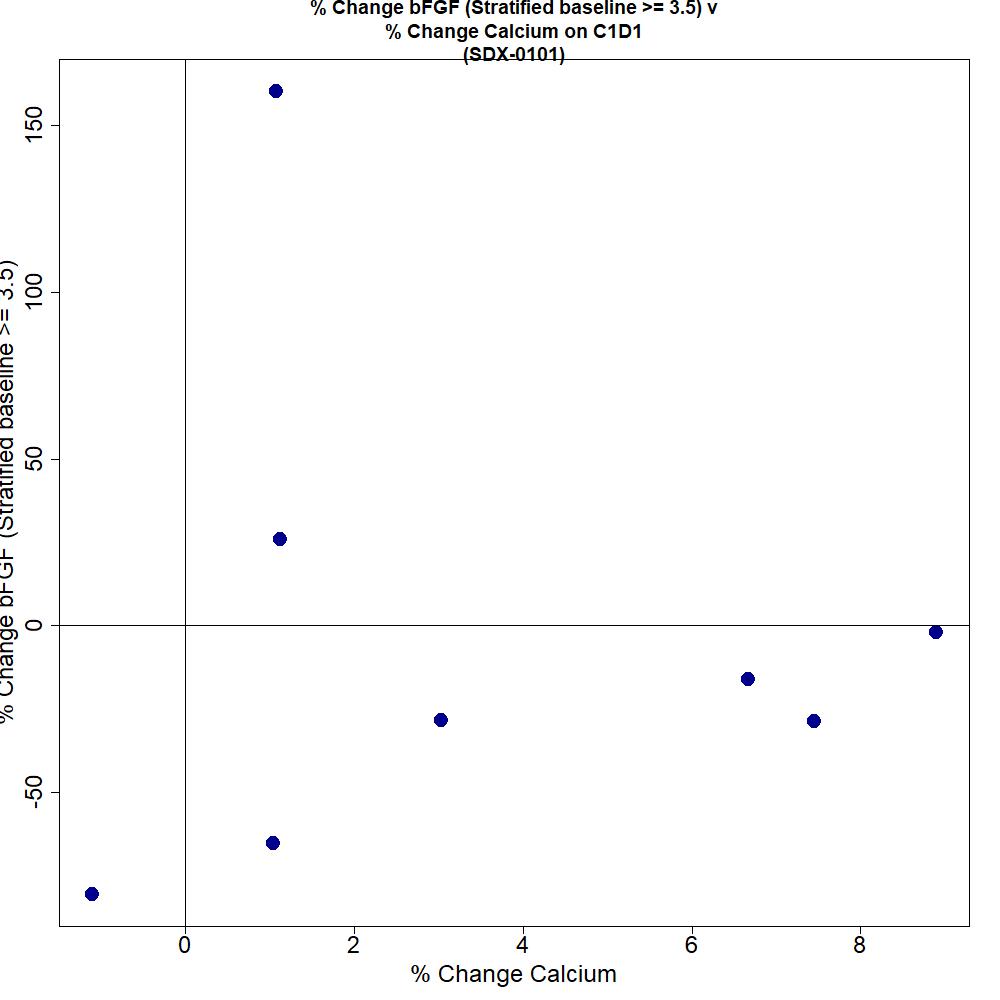 % Change bFGF (Stratified baseline >= 3.5) v
% Change Calcium on C1D1
(SDX-0101)
% Change bFGF (Stratified baseline >= 3.5)
150
100
50
0
-50
0 2 4 6 8
% Change Calcium